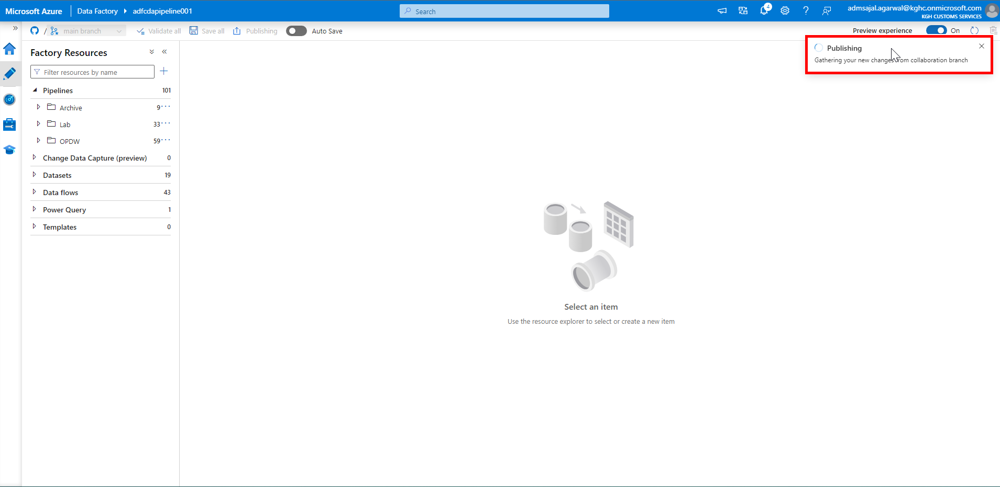 Microsoft Azure
Data Factory
adfcdapipeline001
Search
4
admsajal.agarwal@kghc.onmicrosoft.com
KGH CUSTOMS SERVICES
/
main branch
Validate all
Save all
Publishing
Auto Save
Preview experience
On
Publishing
Gathering your new changes from collaboration branch
Factory Resources
Filter resources by name
Pipelines 101
Archive 9
Lab 33
OPDW 59
Change Data Capture (preview) 0
Datasets 19
Data flows 43
Power Query 1
Templates 0
Select an item
Use the resource explorer to select or create a new item